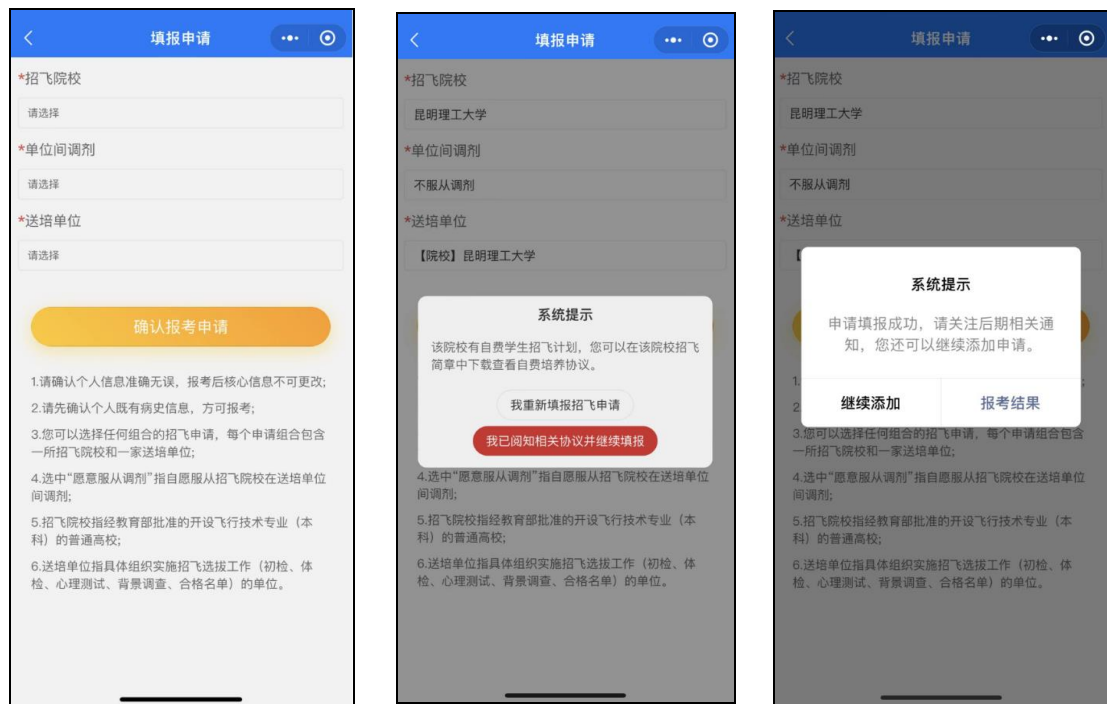 填报申请
*招飞院校
请选择
*单位间调剂
请选择
*送培单位
请选择
确认报考申请
1.请确认个人信息准确无误，报考后核心信息不可更改;
2.请先确认个人既有病史信息，方可报考;
3.您可以选择任何组合的招飞申请，每个申请组合包含
一所招飞院校和一家送培单位;
4.选中“愿意服从调剂”指自愿服从招飞院校在送培单位
间调剂;
5.招飞院校指经教育部批准的开设飞行技术专业（本
科）的普通高校;
6.送培单位指具体组织实施招飞选拔工作（初检、体
检、心理测试、背景调查、合格名单）的单位。
填报申请
*招飞院校
昆明理工大学
*单位间调剂
不服从调剂
*送培单位
【院校】昆明理工大学
系统提示
该院校有自费学生招飞计划，您可以在该院校招飞
简章中下载查看自费培养协议。
我重新填报招飞申请
我已阅知相关协议并继续填报
4.选中“愿意服从调剂”指自愿服从招飞院校在送培单位
间调剂;
5.招飞院校指经教育部批准的开设飞行技术专业（本
科）的普通高校;
6.送培单位指具体组织实施招飞选拔工作（初检、体
检、心理测试、背景调查、合格名单）的单位。
填报申请
*招飞院校
昆明理工大学
*单位间调剂
不服从调剂
*送培单位
【
系统提示
申请填报成功，请关注后期相关通
知，您还可以继续添加申请。
继续添加
报考结果
1.
2
3.您可以选择任何组合的招飞申请，每个申请组合包含
一所招飞院校和一家送培单位;
4.选中“愿意服从调剂”指自愿服从招飞院校在送培单位
间调剂;
5.招飞院校指经教育部批准的开设飞行技术专业（本
科）的普通高校;
6.送培单位指具体组织实施招飞选拔工作（初检、体
检、心理测试、背景调查、合格名单）的单位。